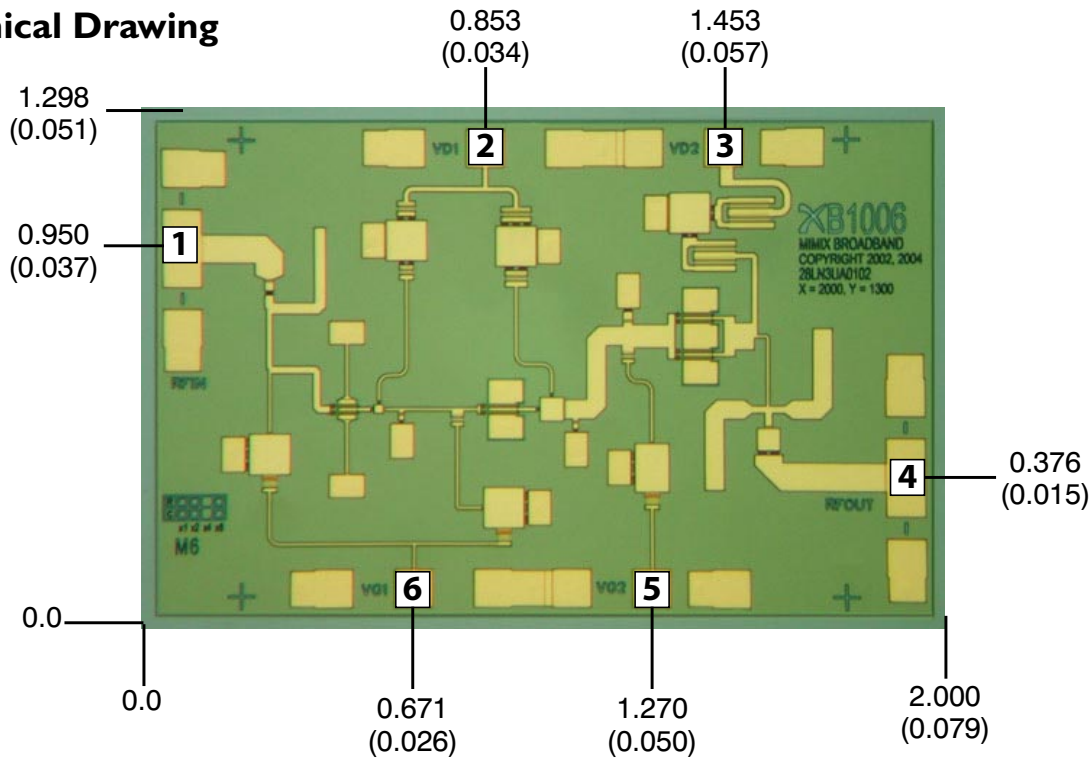 nical Drawing
0.853
(0.034)
1.453
(0.057)
1.298
(0.051)
VD1
2
VD2
3
0.950
(0.037)
1
XB1006
MIMIX BROADBAND
COPYRIGHT 2002, 2004
28LN3UA0102
X = 2000, Y = 1300
RFIN
4
0.376
(0.015)
RFOUT
M6
VG1
6
VG2
5
0.0
0.0
0.671
(0.026)
1.270
(0.050)
2.000
(0.079)